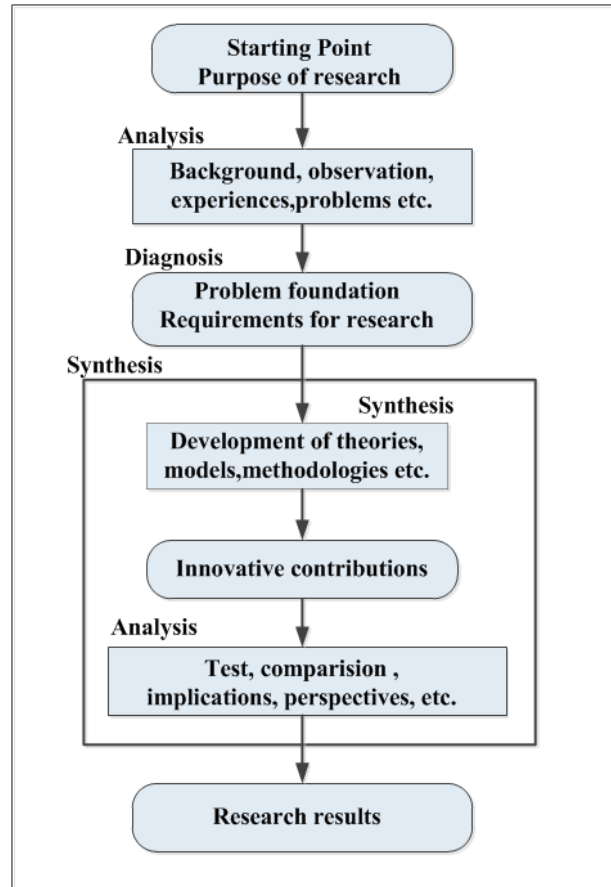 Starting Point
Purpose of research
Analysis
Background, observation,
experiences,problems etc.
Diagnosis
Problem foundation
Requirements for research
Synthesis
Synthesis
Development of theories,
models,methodologies etc.
Innovative contributions
Analysis
Test, comparision ,
implications, perspectives, etc.
Research results